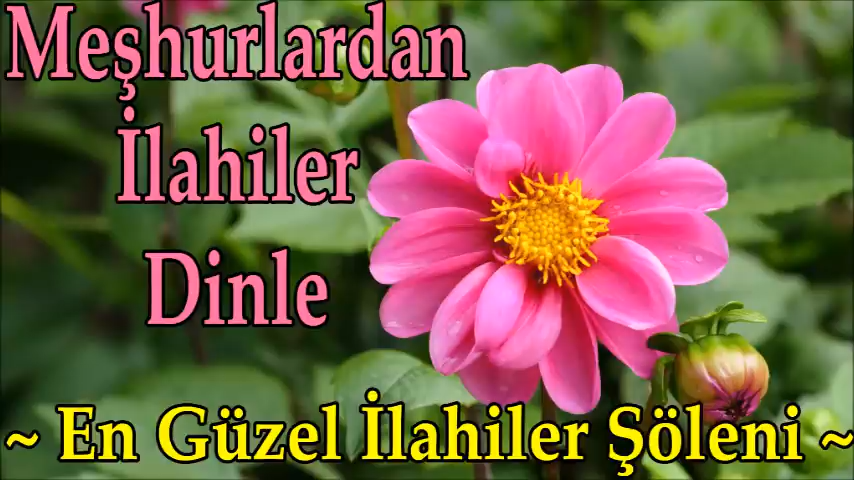 Meşhurlardan
İlahiler
Dinle
~ En Güzel İlahiler Şöleni ~